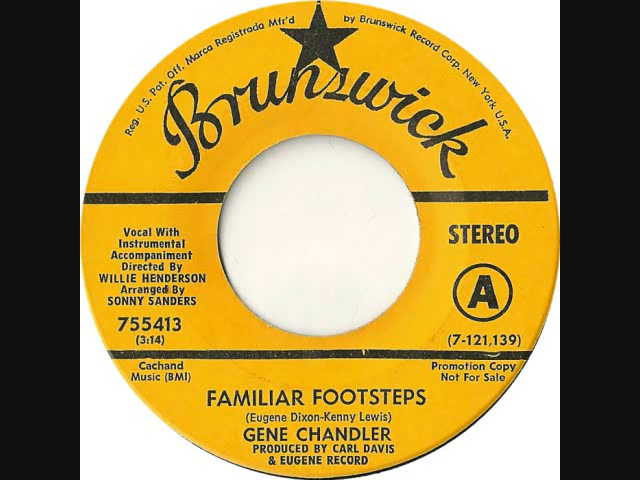 Reg. U.S. Pat. Off. Marca Registrada Mfr'd by Brunswick Record Corp. New York, U.S.A.
Brunswick
Vocal With
Instrumental
Accompaniment
Directed By
WILLIE HENDERSON
Arranged By
SONNY SANDERS
755413
(3:14)
Cachand
Music (BMI)
STEREO
A
(7-121,139)
Promotion Copy
Not For Sale
FAMILIAR FOOTSTEPS
(Eugene Dixon-Kenny Lewis)
GENE CHANDLER
PRODUCED BY CARL DAVIS
& EUGENE RECORD